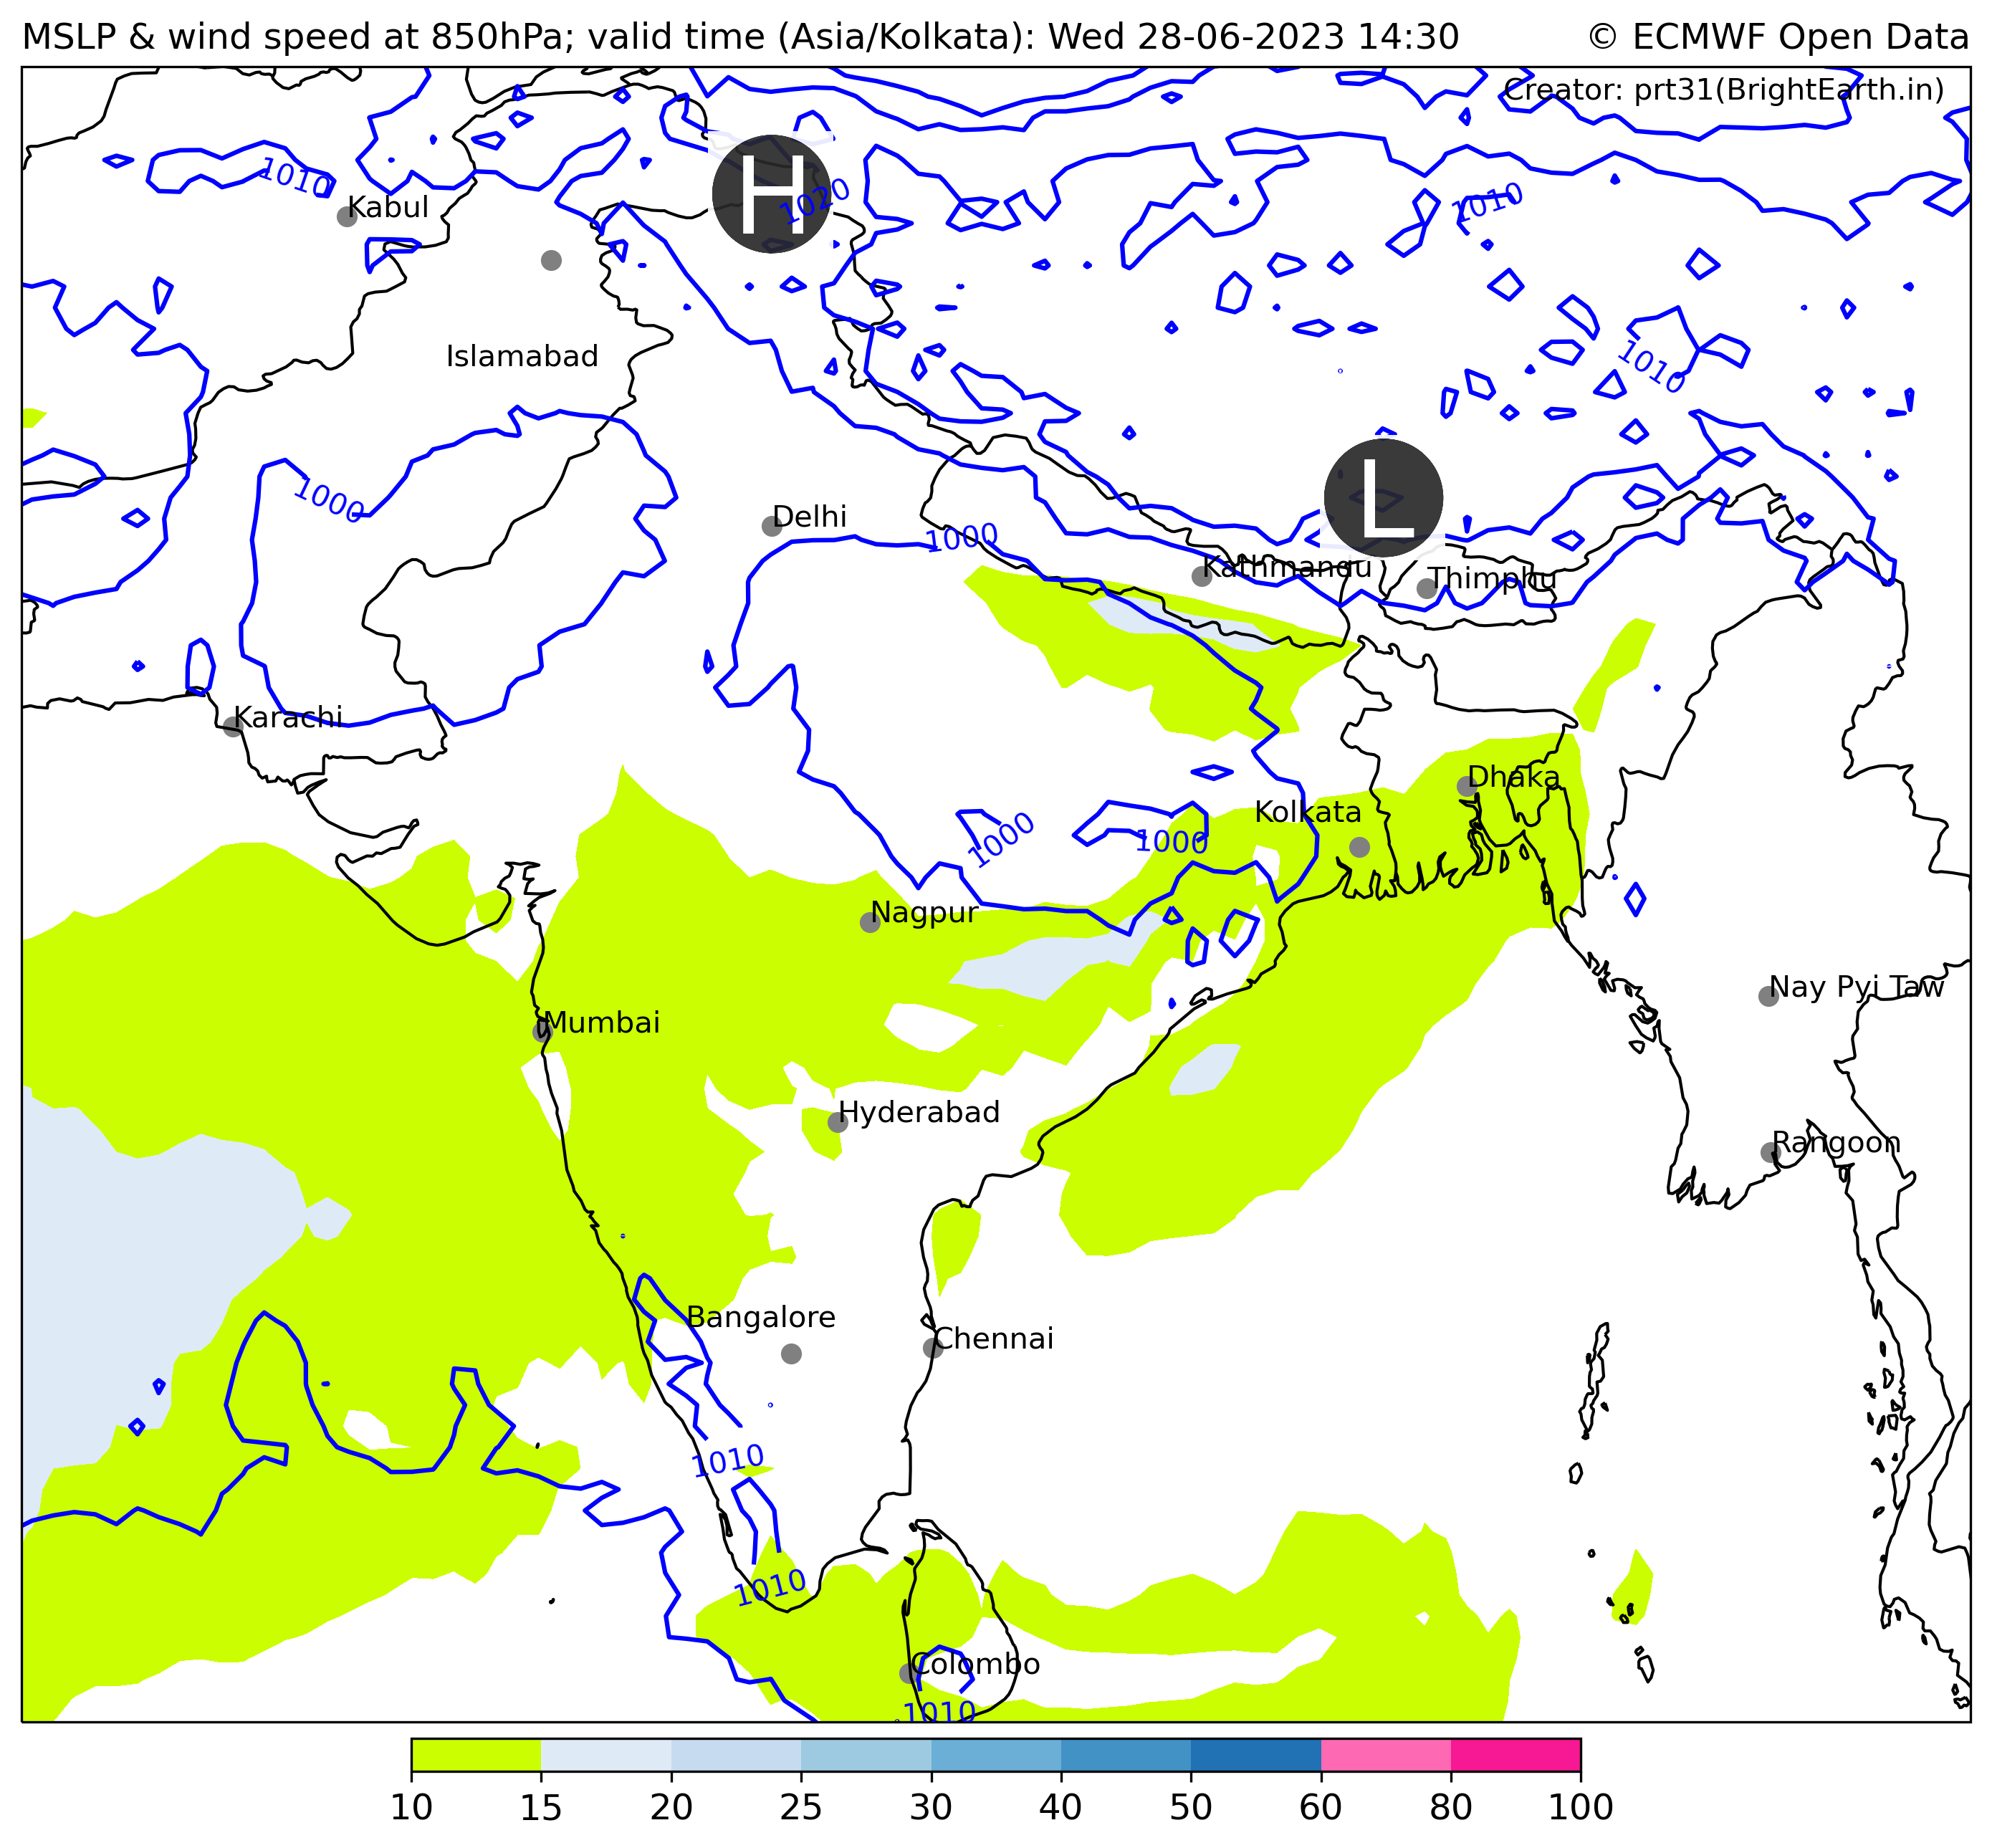 MSLP & wind speed at 850hPa; valid time (Asia/Kolkata): Wed 28-06-2023 14:30
© ECMWF Open Data
Creator: prt31(BrightEarth.in)
1010
H
1020
1010
Kabul
Islamabad
1010
1000
L
Delhi
1000
Kathmandu
Thimphu
Karachi
Dhaka
Kolkata
1000
1000
Nagpur
Nay Pyi Taw
Mumbai
Hyderabad
Rangoon
Bangalore
Chennai
1010
1010
Colombo
1010
10 15 20 25 30 40 50 60 80 100